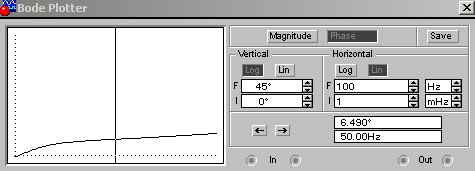 Bode Plotter
Magnitude Phase Save
Vertical Horizontal
Log Lin Log Lin
F 45° F 100 Hz
I 0° I 1 mHz
← → 6.490°
50.00Hz
In Out